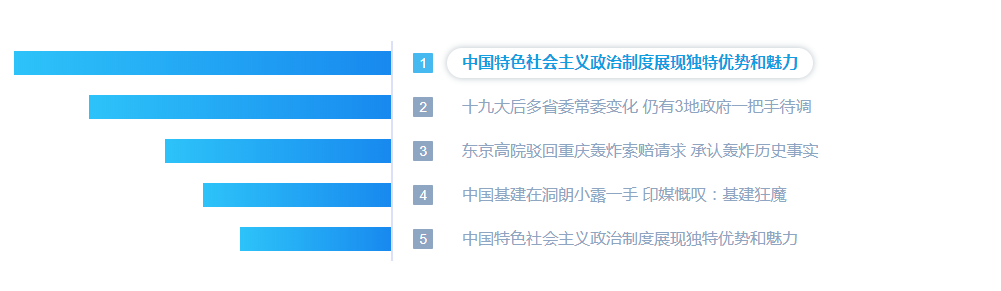 1 中国特色社会主义政治制度展现独特优势和魅力
2 十九大后多省委常委变化 仍有3地政府一把手待调
3 东京高院驳回重庆轰炸索赔请求 承认轰炸历史事实
4 中国基建在洞朗小露一手 印媒慨叹：基建狂魔
5 中国特色社会主义政治制度展现独特优势和魅力